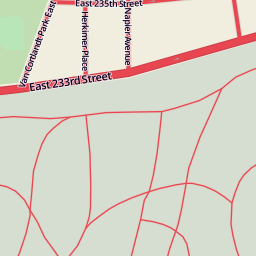 East 235th Street
Van Cortlandt Park East
Herkimer Place
Napier Avenue
East 233rd Street